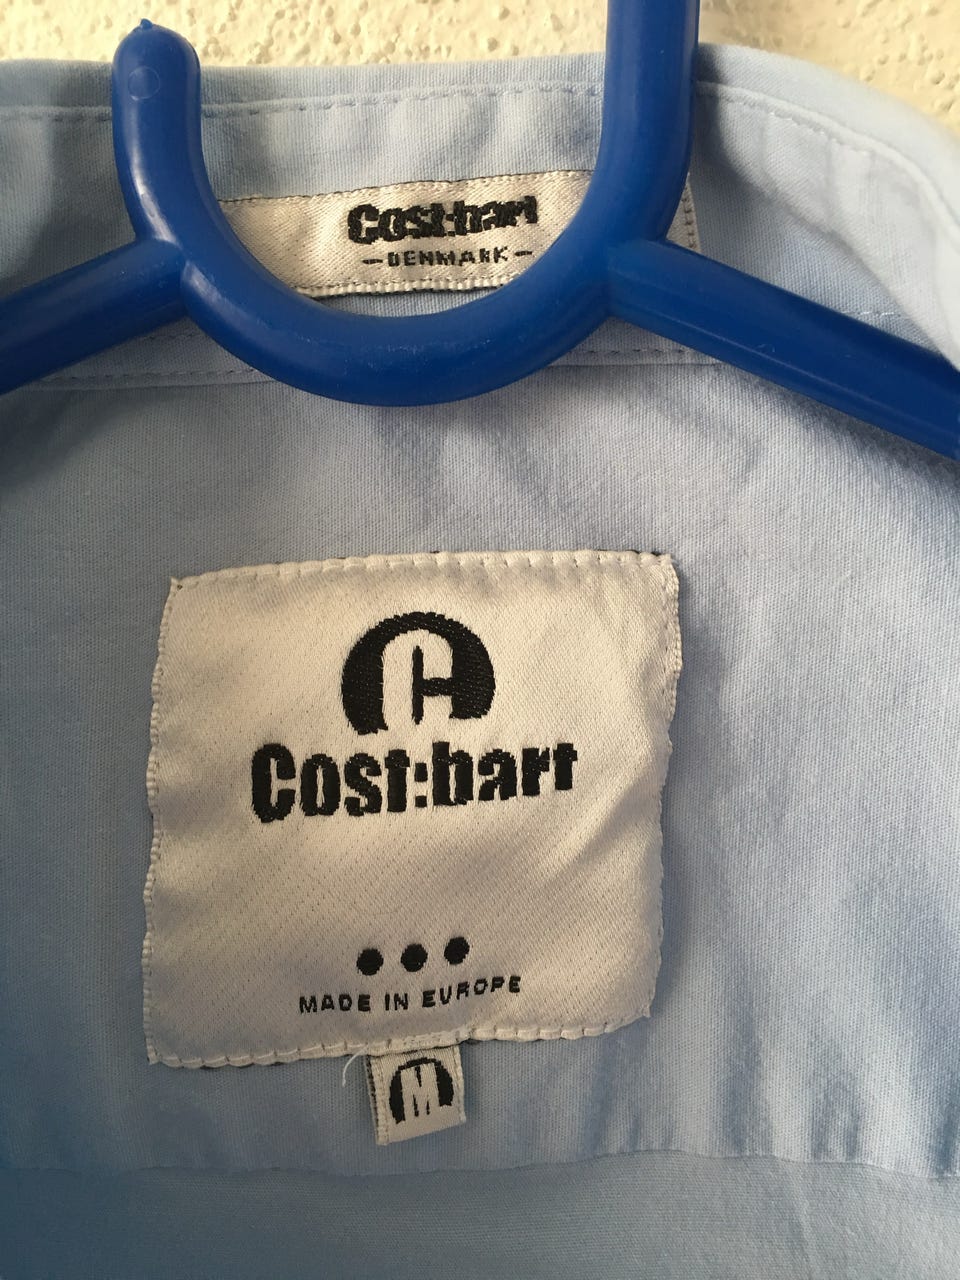 Cost:bart
-DENMARK-
Cost:bart
MADE IN EUROPE
M